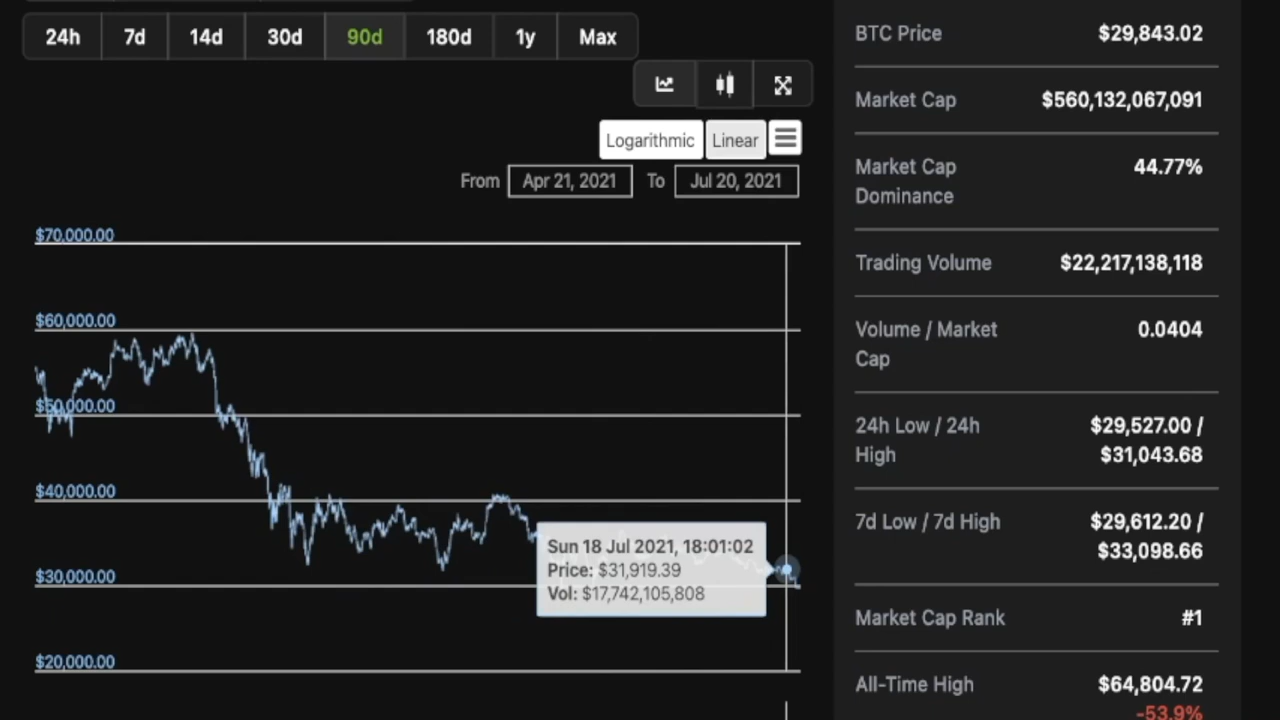 24h 7d 14d 30d 90d 180d 1y Max
Logarithmic Linear
From Apr 21, 2021 To Jul 20, 2021
$70,000.00
$60,000.00
$50,000.00
$40,000.00
$30,000.00
$20,000.00
Sun 18 Jul 2021, 18:01:02
Price: $31,919.39
Vol: $17,742,105,808
BTC Price $29,843.02
Market Cap $560,132,067,091
Market Cap 44.77%
Dominance
Trading Volume $22,217,138,118
Volume / Market 0.0404
Cap
24h Low / 24h $29,527.00 /
High $31,043.68
7d Low / 7d High $29,612.20 /
$33,098.66
Market Cap Rank #1
All-Time High $64,804.72
-53.9%